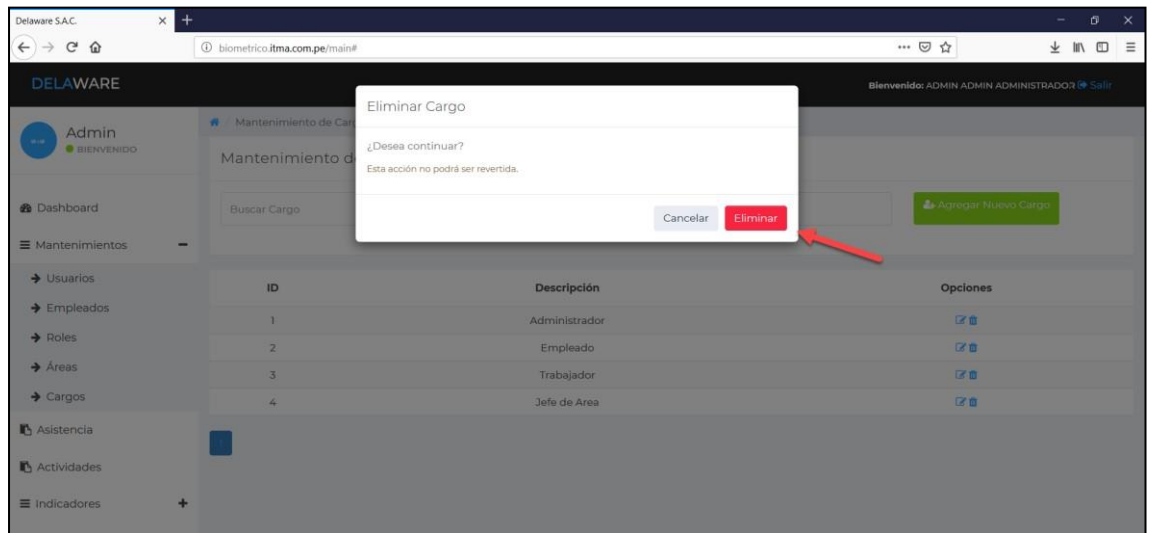 Delaware S.A.C.
biometrico.itma.com.pe/main#
DELAWARE
Bienvenido: ADMIN ADMIN ADMINISTRADOR Salir
Admin
BIENVENIDO
Mantenimiento de
Mantenimiento
Eliminar Cargo
¿Desea continuar?
Esta acción no podrá ser revertida.
Cancelar Eliminar
Buscar Cargo
Agregar Nuevo Cargo
Dashboard
Mantenimientos
Usuarios
Empleados
Roles
Áreas
Cargos
Asistencia
Actividades
Indicadores
ID Descripción Opciones
1 Administrador
2 Empleado
3 Trabajador
4 Jefe de Area